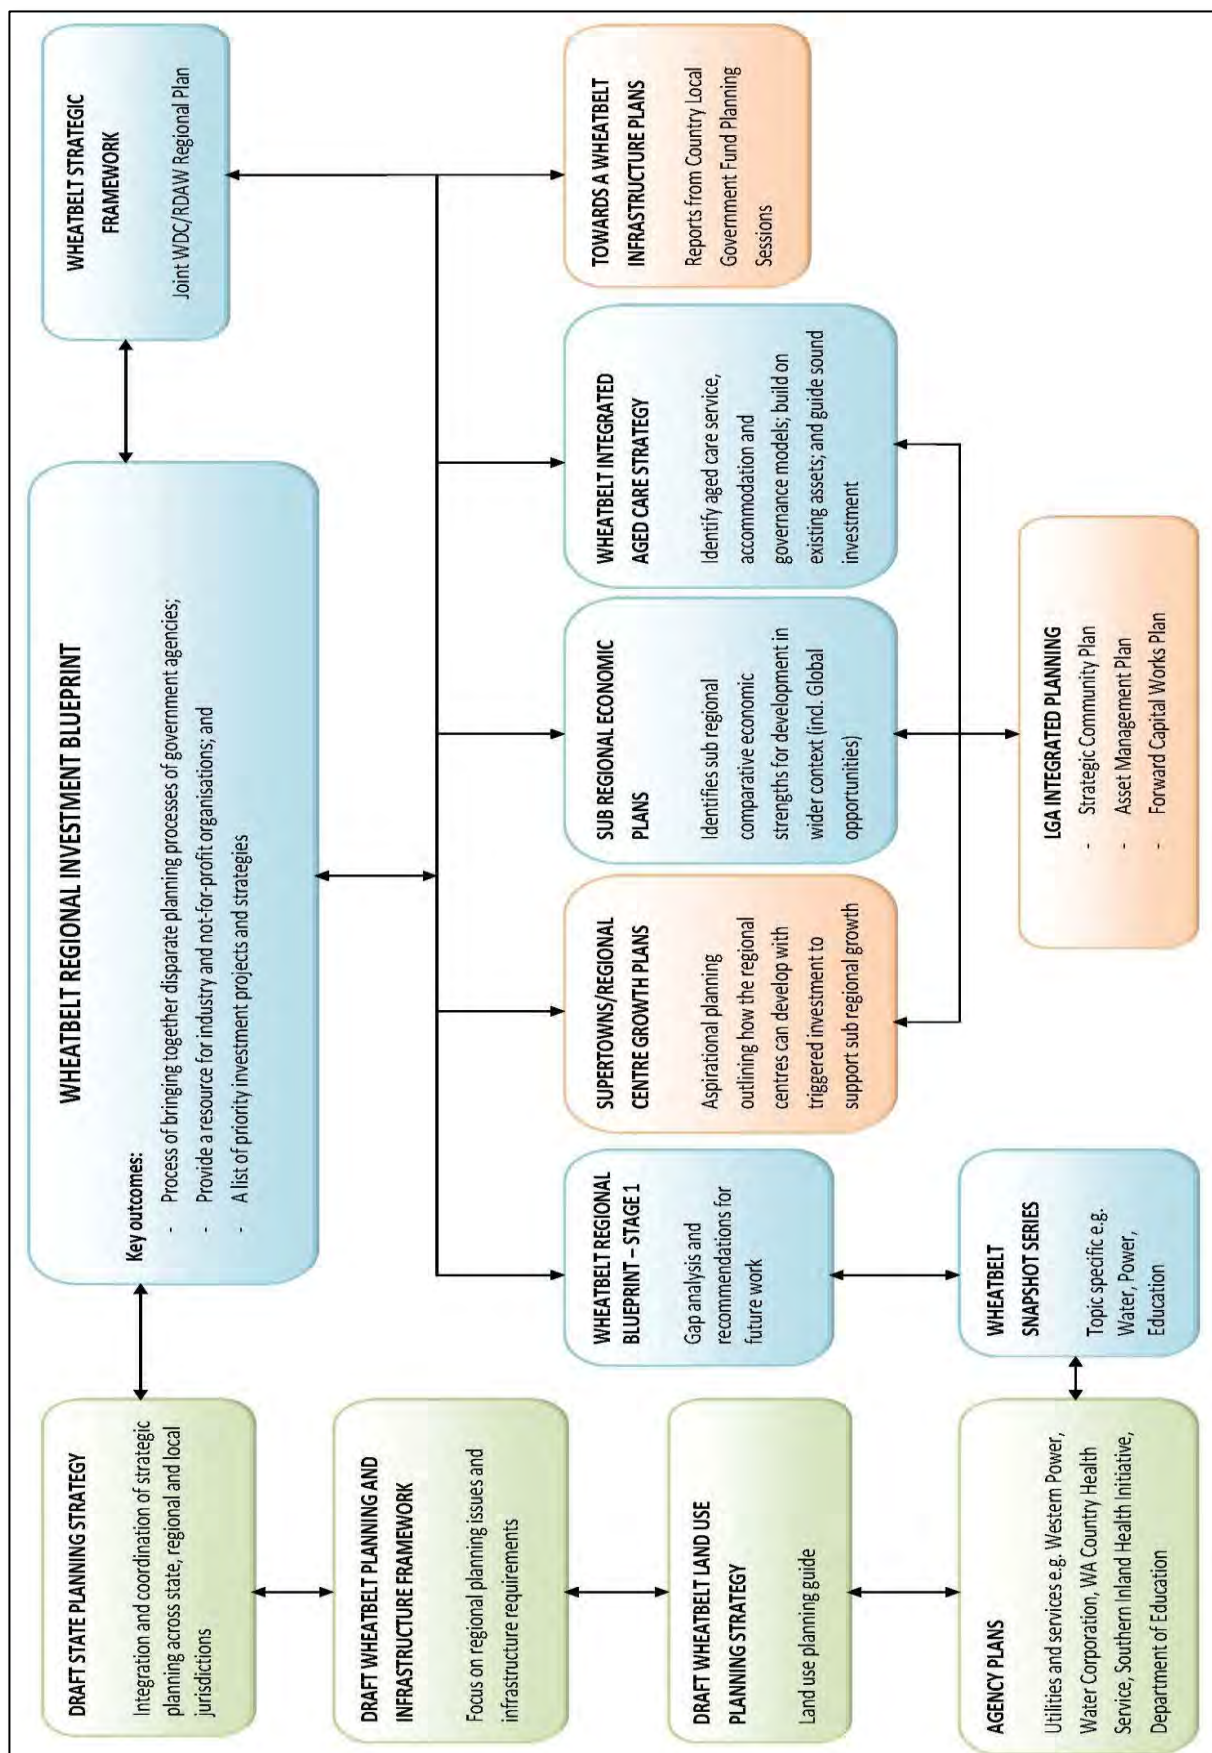 DRAFT STATE PLANNING STRATEGY
Integration and coordination of strategic
planning across state, regional and local
jurisdictions
WHEATBELT REGIONAL INVESTMENT BLUEPRINT
Key outcomes:
- Process of bringing together disparate planning processes of government agencies;
- Provide a resource for industry and not-for-profit organisations; and
- A list of priority investment projects and strategies
WHEATBELT STRATEGIC
FRAMEWORK
Joint WDC/RDAW Regional Plan
DRAFT WHEATBELT PLANNING AND
INFRASTRUCTURE FRAMEWORK
Focus on regional planning issues and
infrastructure requirements
DRAFT WHEATBELT LAND USE
PLANNING STRATEGY
Land use planning guide
AGENCY PLANS
Utilities and services e.g. Western Power,
Water Corporation, WA Country Health
Service, Southern Inland Health Initiative,
Department of Education
WHEATBELT REGIONAL
BLUEPRINT – STAGE 1
Gap analysis and
recommendations for
future work
SUPERTOWNS/REGIONAL
CENTRE GROWTH PLANS
Aspirational planning
outlining how the regional
centres can develop with
triggered investment to
support sub regional growth
SUB REGIONAL ECONOMIC
PLANS
Identifies sub regional
comparative economic
strengths for development in
wider context (incl. Global
opportunities)
WHEATBELT INTEGRATED
AGED CARE STRATEGY
Identify aged care service,
accommodation and
governance models; build on
existing assets; and guide sound
investment
TOWARDS A WHEATBELT
INFRASTRUCTURE PLANS
Reports from Country Local
Government Fund Planning
Sessions
WHEATBELT
SNAPSHOT SERIES
Topic specific e.g.
Water, Power,
Education
LGA INTEGRATED PLANNING
- Strategic Community Plan
- Asset Management Plan
- Forward Capital Works Plan